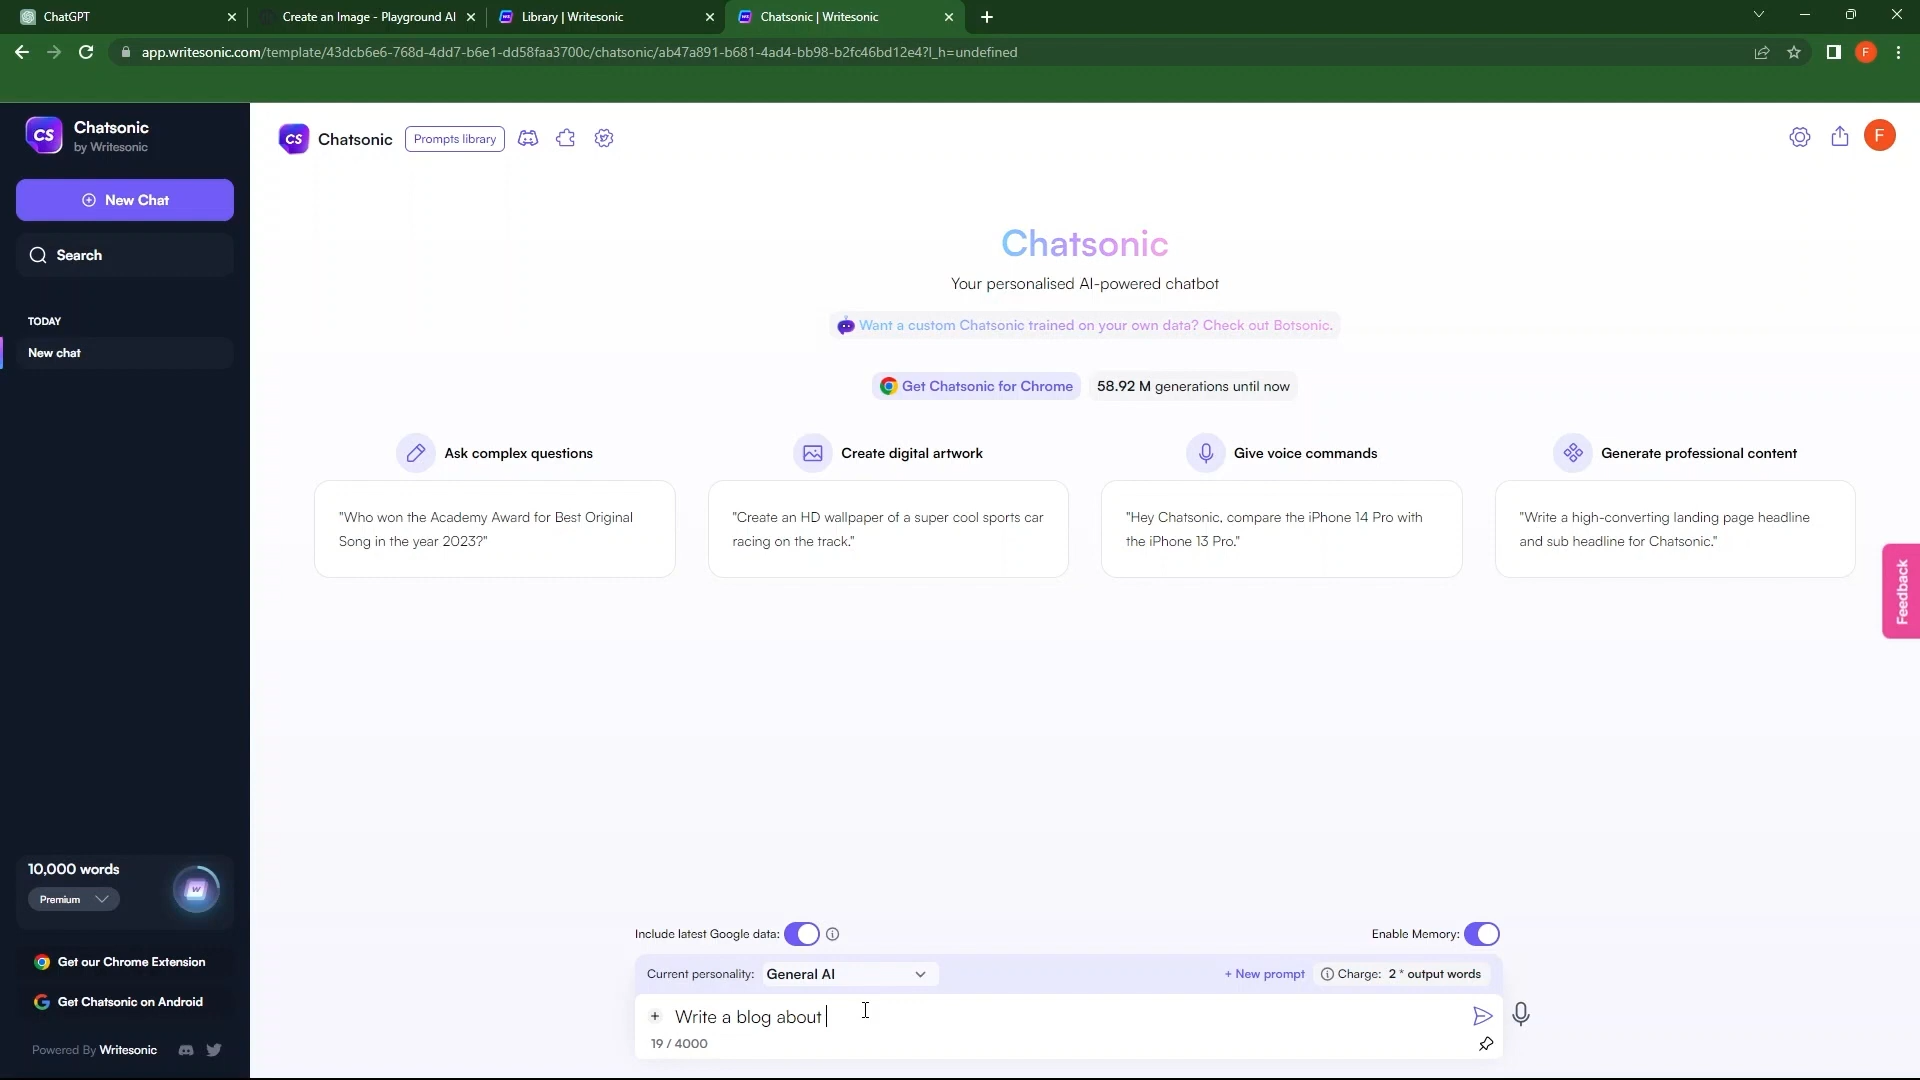 ChatGPT
Create an Image - Playground AI
Library | Writesonic
Chatsonic | Writesonic
app.writesonic.com/template/43dcb6e6-768d-4dd7-b6e1-dd58faa3700c/chatsonic/ab47a891-b681-4ad4-bb98-b2fc46bd12e4?l_h=undefined
F
CS
Chatsonic
by Writesonic
CS
Chatsonic
Prompts library
F
New Chat
Search
TODAY
New chat
Chatsonic
Your personalised AI-powered chatbot
Want a custom Chatsonic trained on your own data? Check out Botsonic.
Get Chatsonic for Chrome
58.92 M generations until now
Ask complex questions
"Who won the Academy Award for Best Original
Song in the year 2023?"
Create digital artwork
"Create an HD wallpaper of a super cool sports car
racing on the track."
Give voice commands
"Hey Chatsonic, compare the iPhone 14 Pro with
the iPhone 13 Pro."
Generate professional content
"Write a high-converting landing page headline
and sub headline for Chatsonic."
Feedback
10,000 words
Premium
W
Get our Chrome Extension
Get Chatsonic on Android
Powered By Writesonic
Include latest Google data:
Enable Memory:
Current personality: General AI
+ New prompt
Charge: 2 * output words
+ Write a blog about
19 / 4000